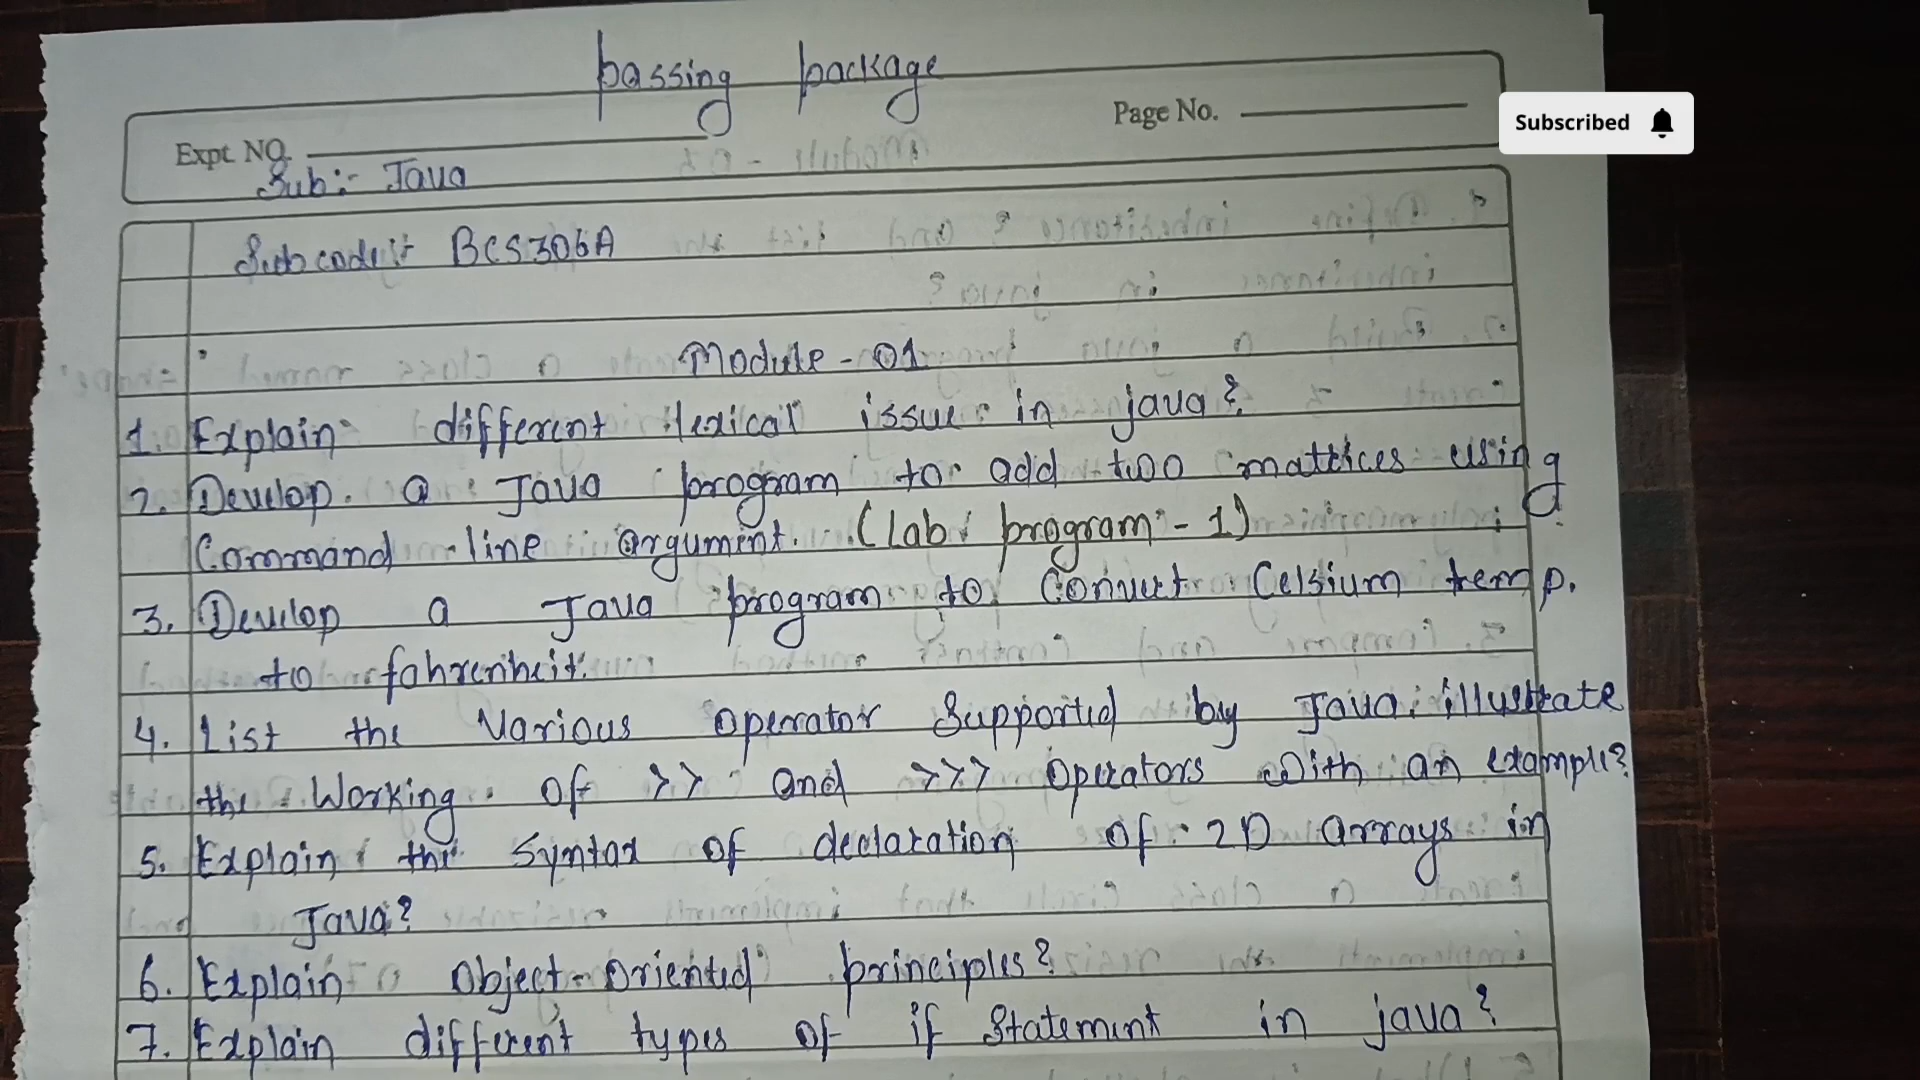 passing package
Expt. NO.
Page No.
Subscribed
Sub:- Java
Subcode:- BCS306A
Module - 01
1. Explain different lexical issue in java?
2. Develop a Java program to add two matrices using
Command line argument. (Lab program - 1)
3. Develop a Java program to Convert Celsium temp.
to fahrenheit.
4. List the Various Operator Supported by Java. illustrate
the Working of >> and >>> Operators With an example?
5. Explain the Syntax of declaration of 2D arrays in
Java?
6. Explain Object-Oriented principles?
7. Explain different types of if Statement in java?